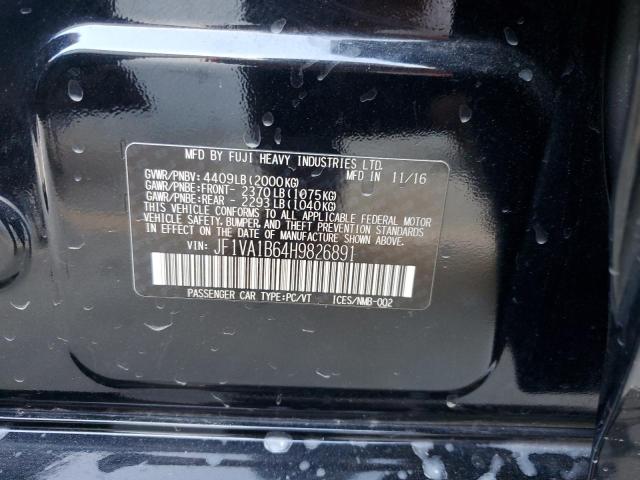 MFD BY FUJI HEAVY INDUSTRIES LTD.
GVWR/PNBV: 4409LB(2000KG) MADE IN 11/16
GAWR/PNBE:FRONT- 2370LB(1075KG)
GAWR/PNBE:REAR - 2293LB(1040KG)
THIS VEHICLE CONFORMS TO ALL APPLICABLE FEDERAL MOTOR
VEHICLE SAFETY, BUMPER, AND THEFT PREVENTION STANDARDS
IN EFFECT ON THE DATE OF MANUFACTURE SHOWN ABOVE.
VIN: JF1VA1B64H9826891
PASSENGER CAR TYPE:PC/VT ICES/NMB-002